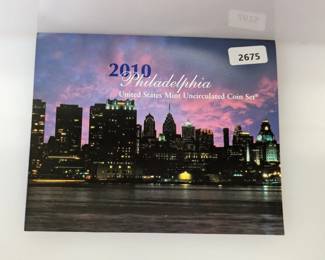 2675
2010
Philadelphia
United States Mint Uncirculated Coin Set®